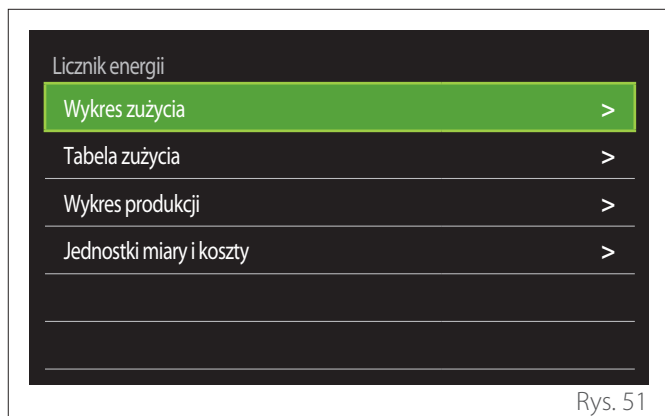 Licznik energii
Wykres zużycia >
Tabela zużycia >
Wykres produkcji >
Jednostki miary i koszty >
Rys. 51